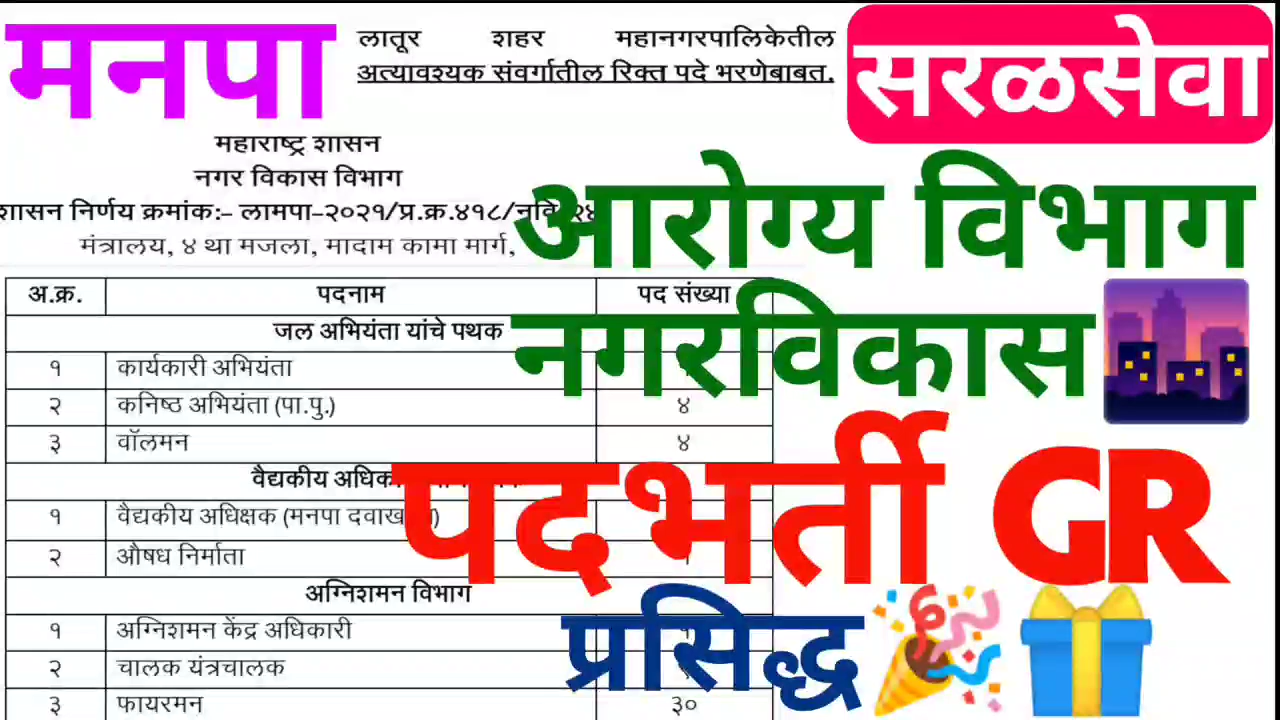 मनपा
लातूर शहर महानगरपालिकेतील
अत्यावश्यक संवर्गातील रिक्त पदे भरणेबाबत.
सरळसेवा
महाराष्ट्र शासन
नगर विकास विभाग
शासन निर्णय क्रमांक:- लामपा-२०२१/प्र.क्र.४१८/नवि-२४
मंत्रालय, ४ था मजला, मादाम कामा मार्ग,
आरोग्य विभाग
नगरविकास
पदभर्ती GR
प्रसिद्ध
अ.क्र. पदनाम पद संख्या
जल अभियंता यांचे पथक
१ कार्यकारी अभियंता
२ कनिष्ठ अभियंता (पा.पु.) ४
३ वॉलमन ४
वैद्यकीय
१ वैद्यकीय अधिक्षक (मनपा
२ औषध निर्माता
अग्निशमन विभाग
१ अग्निशमन केंद्र अधिकारी
२ चालक यंत्रचालक
३ फायरमन ३०